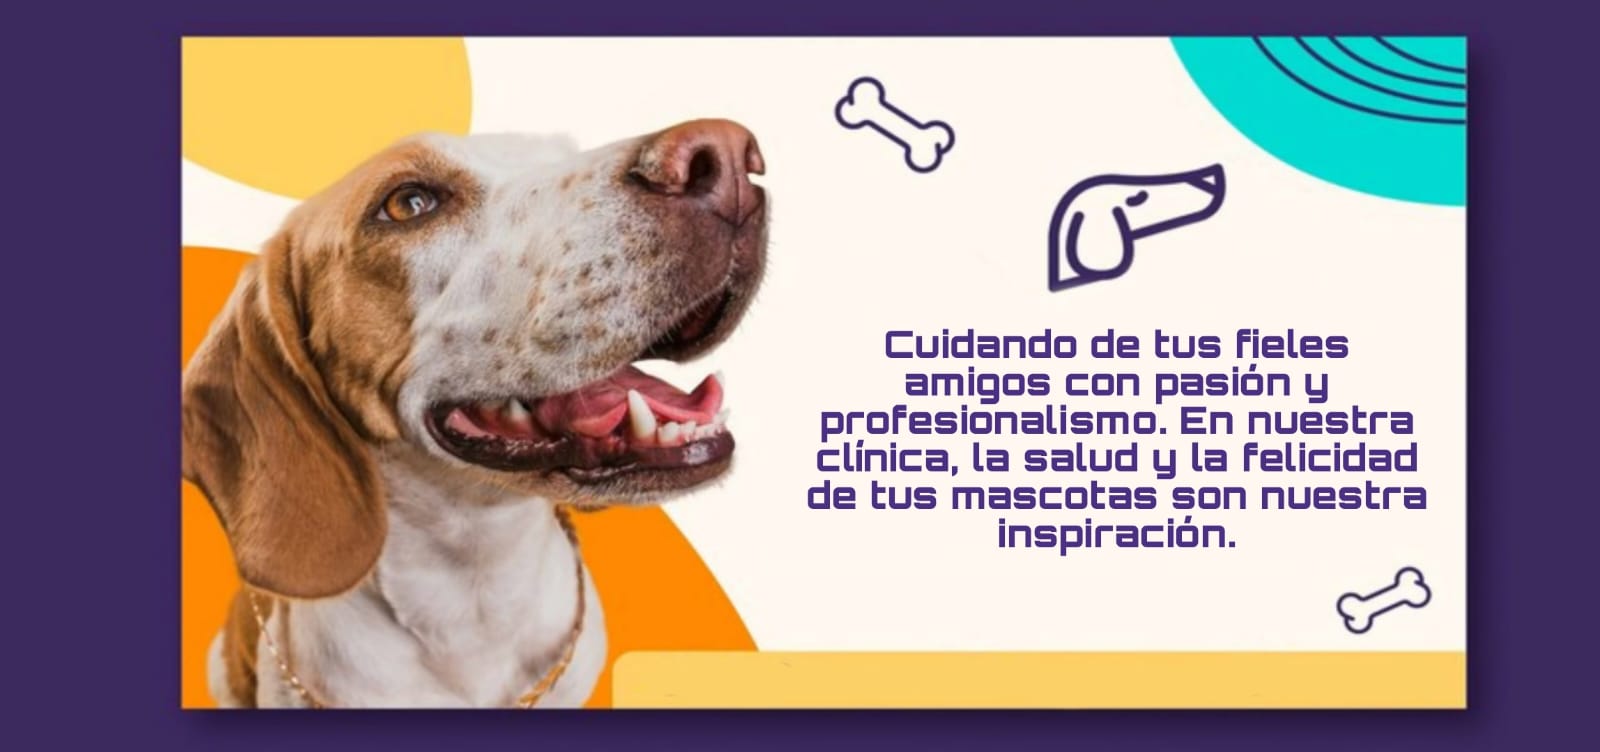 Cuidando de tus fieles
amigos con pasión y
profesionalismo. En nuestra
clínica, la salud y la felicidad
de tus mascotas son nuestra
inspiración.